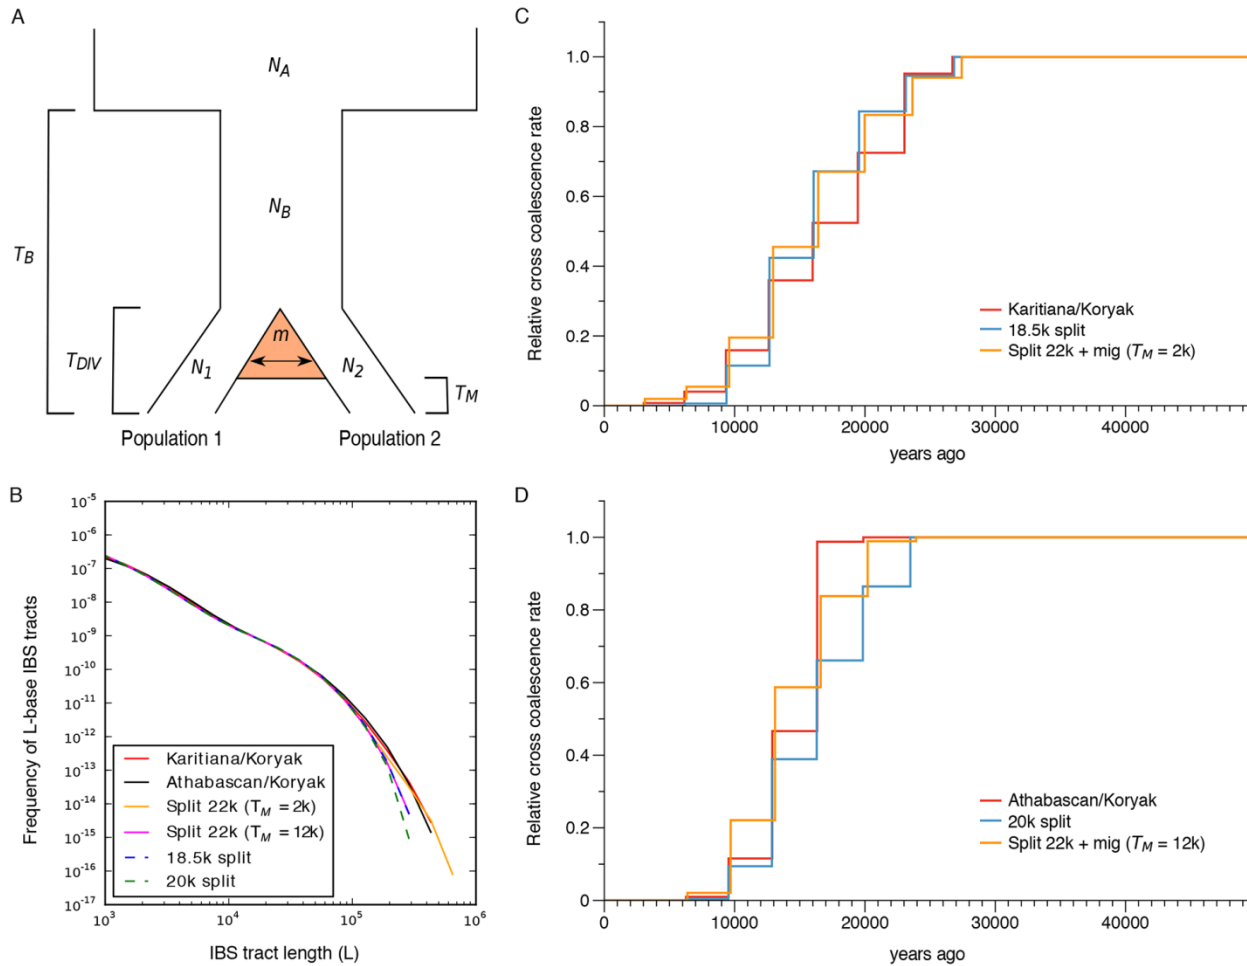 A
N_A
N_B
T_B
T_DIV
m
N_1
N_2
T_M
Population 1
Population 2
B
Frequency of L-base IBS tracts
10^-5
10^-6
10^-7
10^-8
10^-9
10^-10
10^-11
10^-12
10^-13
10^-14
10^-15
10^-16
10^-17
Karitiana/Koryak
Athabascan/Koryak
Split 22k (T_M = 2k)
Split 22k (T_M = 12k)
18.5k split
20k split
10^3
10^4
10^5
10^6
IBS tract length (L)
C
Relative cross coalescence rate
1.0
0.8
0.6
0.4
0.2
0
Karitiana/Koryak
18.5k split
Split 22k + mig (T_M = 2k)
0
10000
20000
30000
40000
years ago
D
Relative cross coalescence rate
1.0
0.8
0.6
0.4
0.2
0
Athabascan/Koryak
20k split
Split 22k + mig (T_M = 12k)
0
10000
20000
30000
40000
years ago